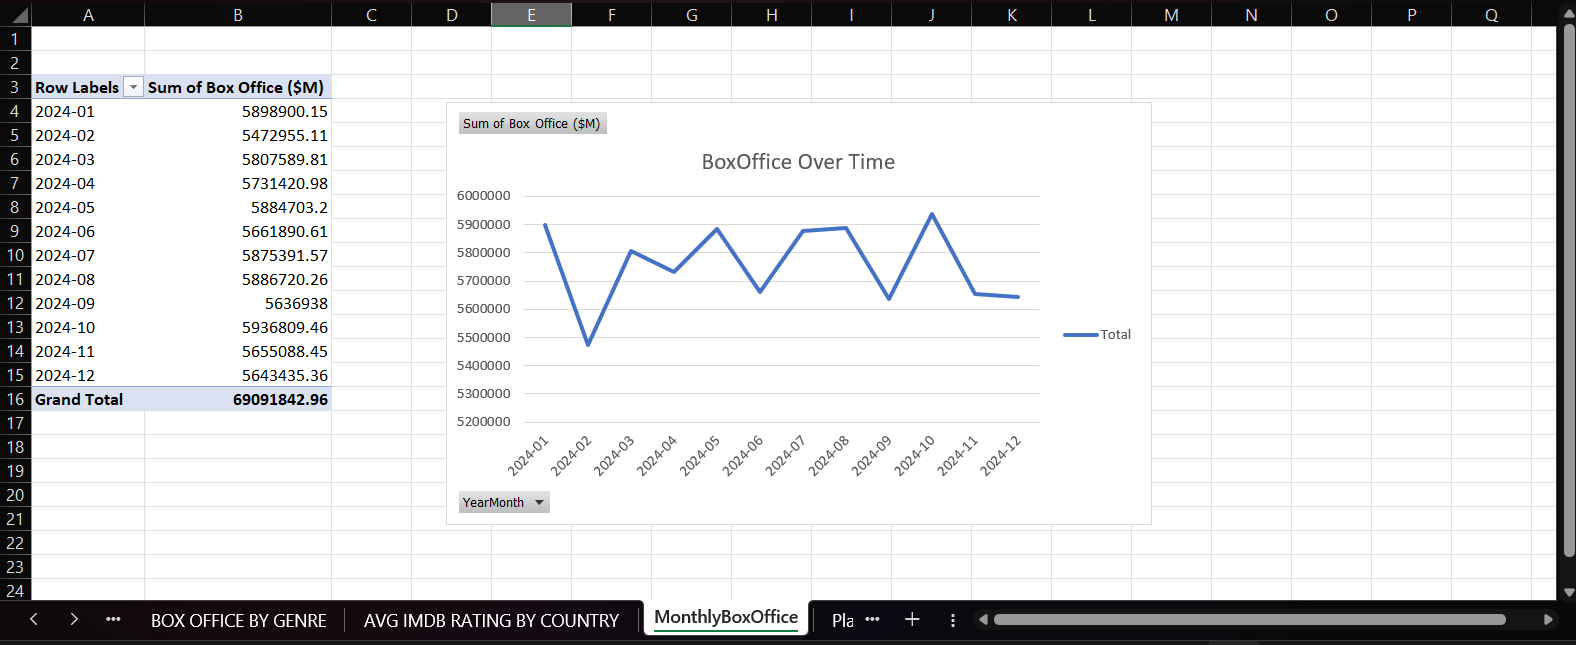 A B C D E F G H I J K L M N O P Q
1
2
3 Row Labels Sum of Box Office ($M)
4 2024-01 5898900.15
5 2024-02 5472955.11
6 2024-03 5807589.81
7 2024-04 5731420.98
8 2024-05 5884703.2
9 2024-06 5661890.61
10 2024-07 5875391.57
11 2024-08 5886720.26
12 2024-09 5636938
13 2024-10 5936809.46
14 2024-11 5655088.45
15 2024-12 5643435.36
16 Grand Total 69091842.96
17
18
19
20
21
22
23
24
Sum of Box Office ($M)
BoxOffice Over Time
6000000
5900000
5800000
5700000
5600000
5500000
5400000
5300000
5200000
2024-01 2024-02 2024-03 2024-04 2024-05 2024-06 2024-07 2024-08 2024-09 2024-10 2024-11 2024-12
Total
YearMonth
BOX OFFICE BY GENRE AVG IMDB RATING BY COUNTRY MonthlyBoxOffice Pla